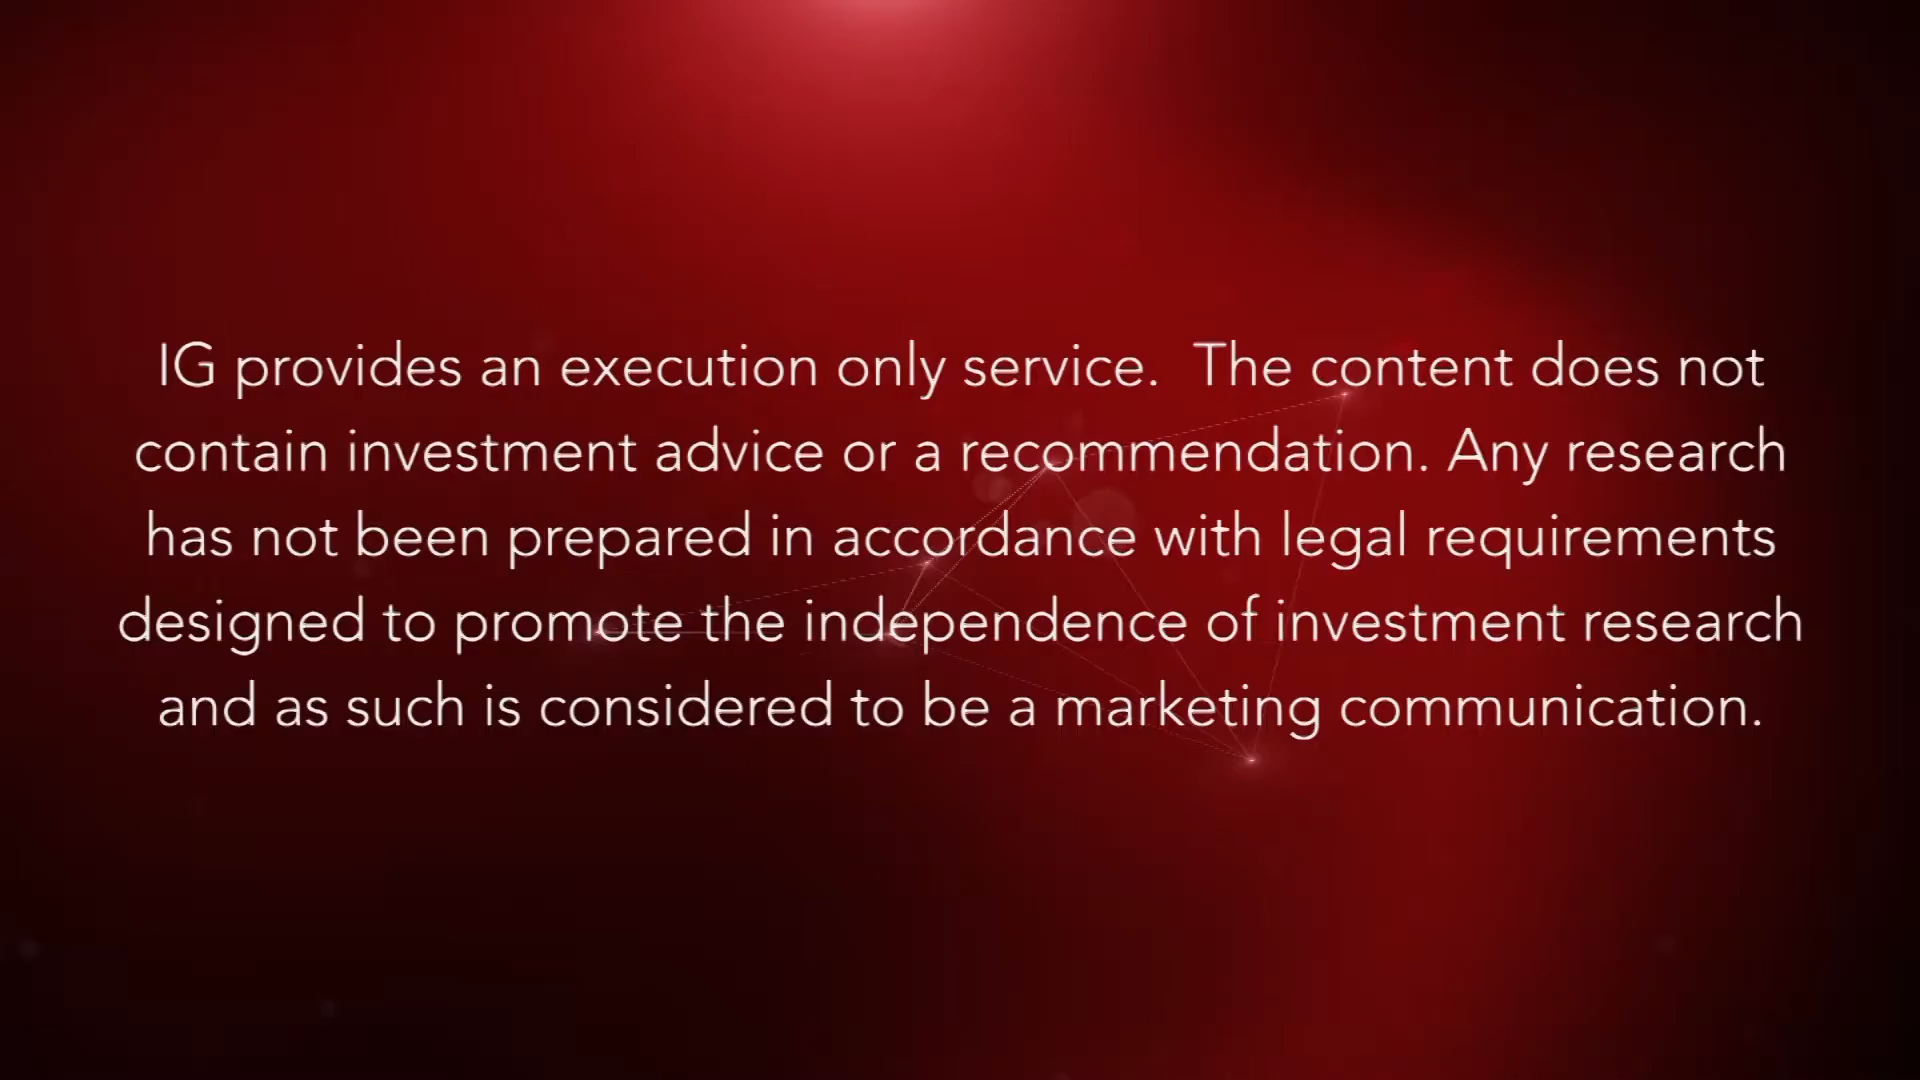 IG provides an execution only service.  The content does not
contain investment advice or a recommendation. Any research
has not been prepared in accordance with legal requirements
designed to promote the independence of investment research
and as such is considered to be a marketing communication.